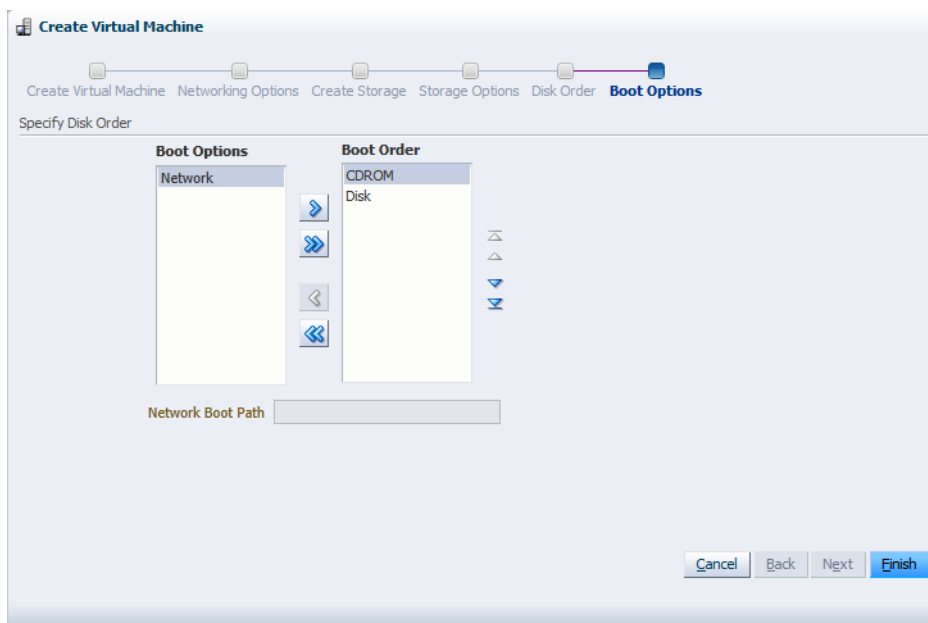 Create Virtual Machine
Create Virtual Machine Networking Options Create Storage Storage Options Disk Order Boot Options
Specify Disk Order
Boot Options Boot Order
Network CDROM
Disk
Network Boot Path
Cancel Back Next Finish